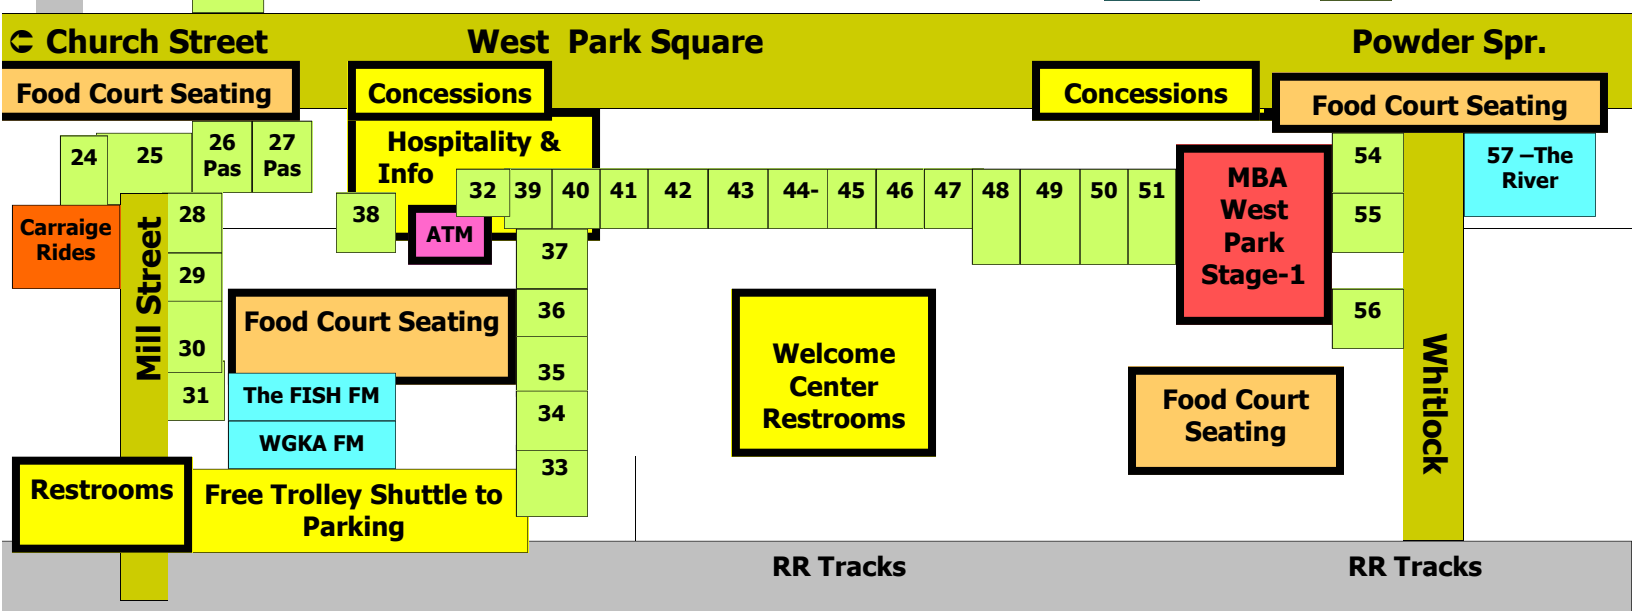 Church Street
West Park Square
Powder Spr.
Food Court Seating
Concessions
Concessions
Food Court Seating
Hospitality &
Info
24
25
26
Pas
27
Pas
28
29
30
31
Carraige
Rides
Mill Street
38
ATM
32
39
40
41
42
43
44-
45
46
47
48
49
50
51
37
36
35
34
33
MBA
West
Park
Stage-1
54
55
56
57 –The
River
Food Court Seating
The FISH FM
WGKA FM
Welcome
Center
Restrooms
Food Court
Seating
Whitlock
Restrooms
Free Trolley Shuttle to
Parking
RR Tracks
RR Tracks